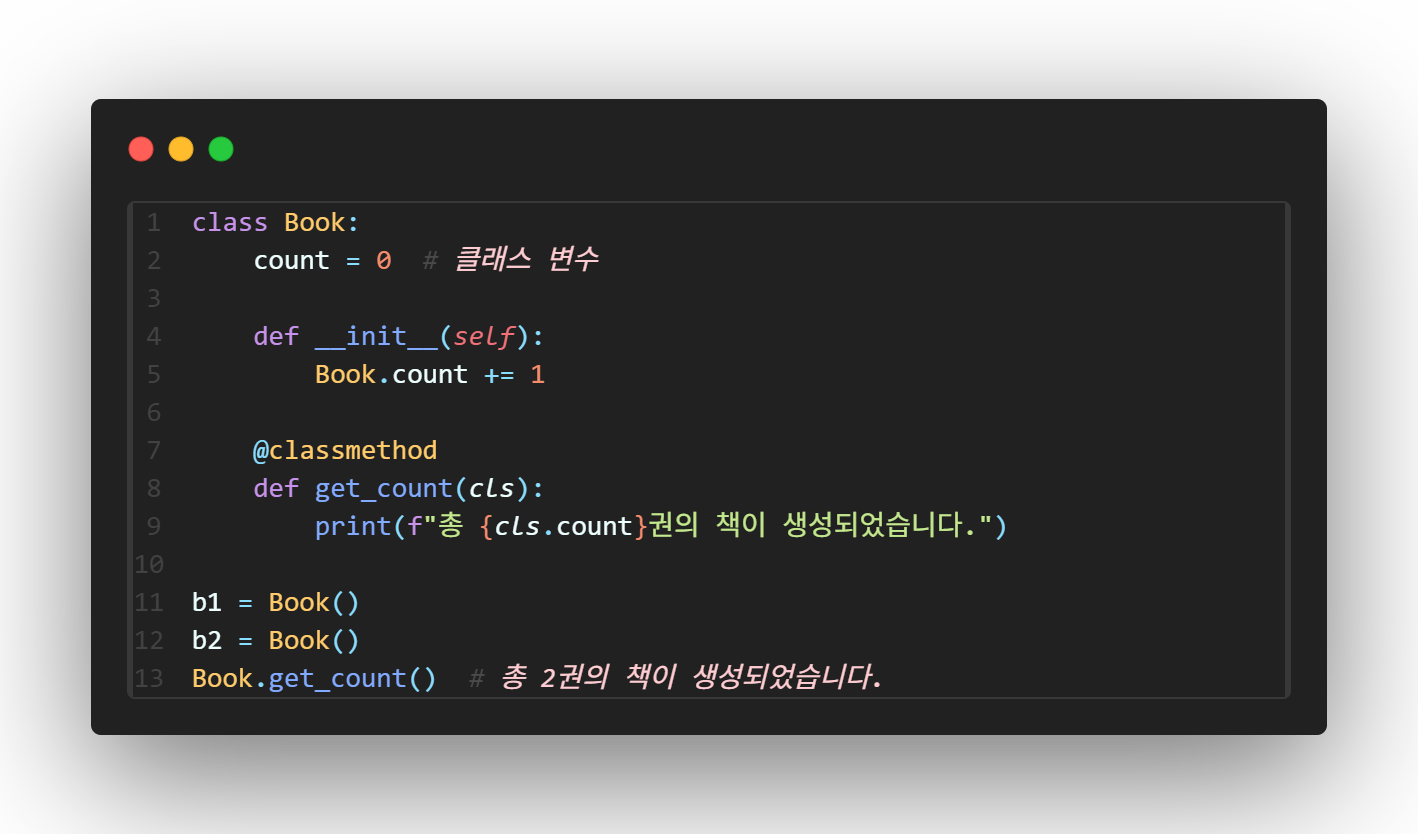 1 class Book:
2     count = 0  # 클래스 변수
3
4     def __init__(self):
5         Book.count += 1
6
7     @classmethod
8     def get_count(cls):
9         print(f"총 {cls.count}권의 책이 생성되었습니다.")
10
11 b1 = Book()
12 b2 = Book()
13 Book.get_count()  # 총 2권의 책이 생성되었습니다.